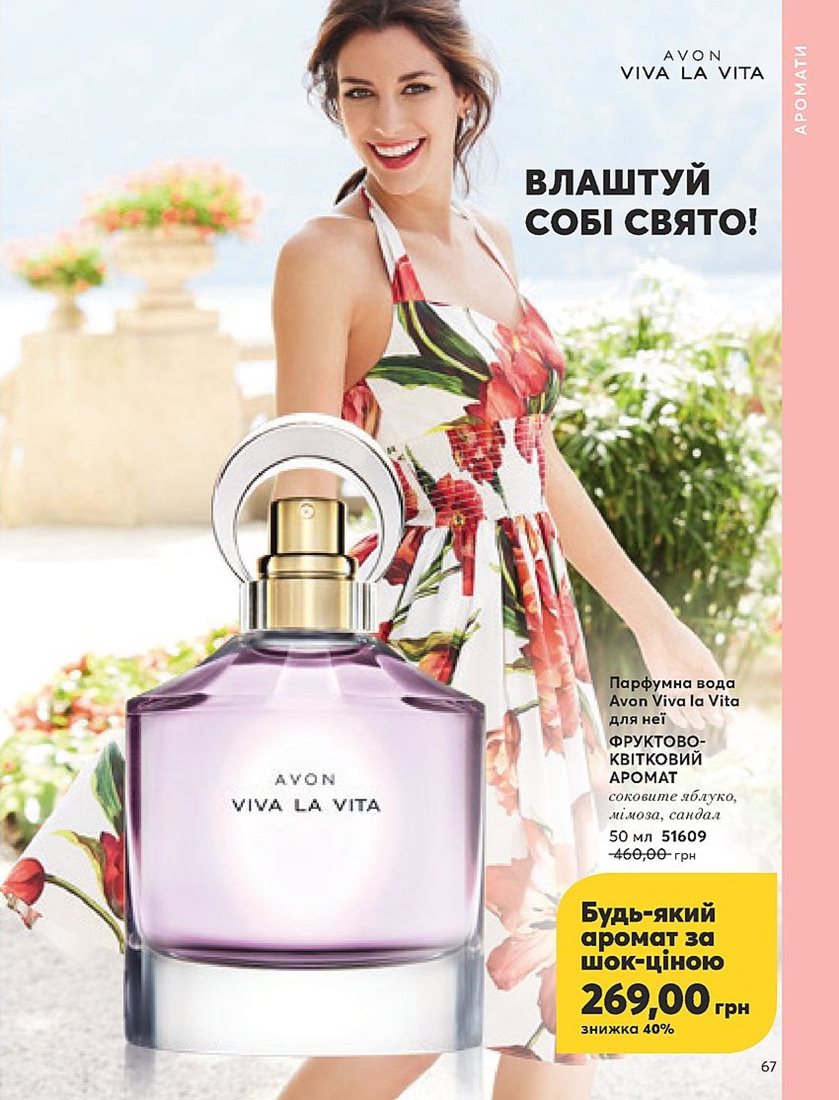 AVON
VIVA LA VITA
АРОМАТИ
ВЛАШТУЙ
СОБІ СВЯТО!
AVON
VIVA LA VITA
Парфумна вода
Avon Viva la Vita
для неї
ФРУКТОВО-
КВІТКОВИЙ
АРОМАТ
соковите яблуко,
мімоза, сандал
50 мл 51609
460,00 грн
Будь-який
аромат за
шок-ціною
269,00 грн
знижка 40%
67